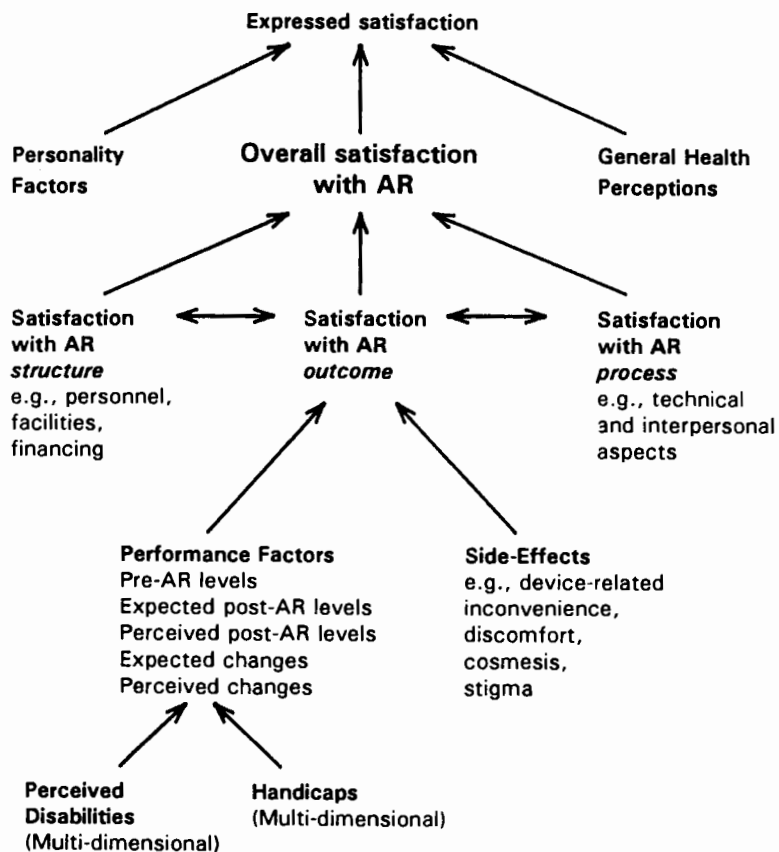 Expressed satisfaction
Personality
Factors
Overall satisfaction
with AR
General Health
Perceptions
Satisfaction
with AR
structure
e.g., personnel,
facilities,
financing
Satisfaction
with AR
outcome
Satisfaction
with AR
process
e.g., technical
and interpersonal
aspects
Performance Factors
Pre-AR levels
Expected post-AR levels
Perceived post-AR levels
Expected changes
Perceived changes
Side-Effects
e.g., device-related
inconvenience,
discomfort,
cosmesis,
stigma
Perceived
Disabilities
(Multi-dimensional)
Handicaps
(Multi-dimensional)